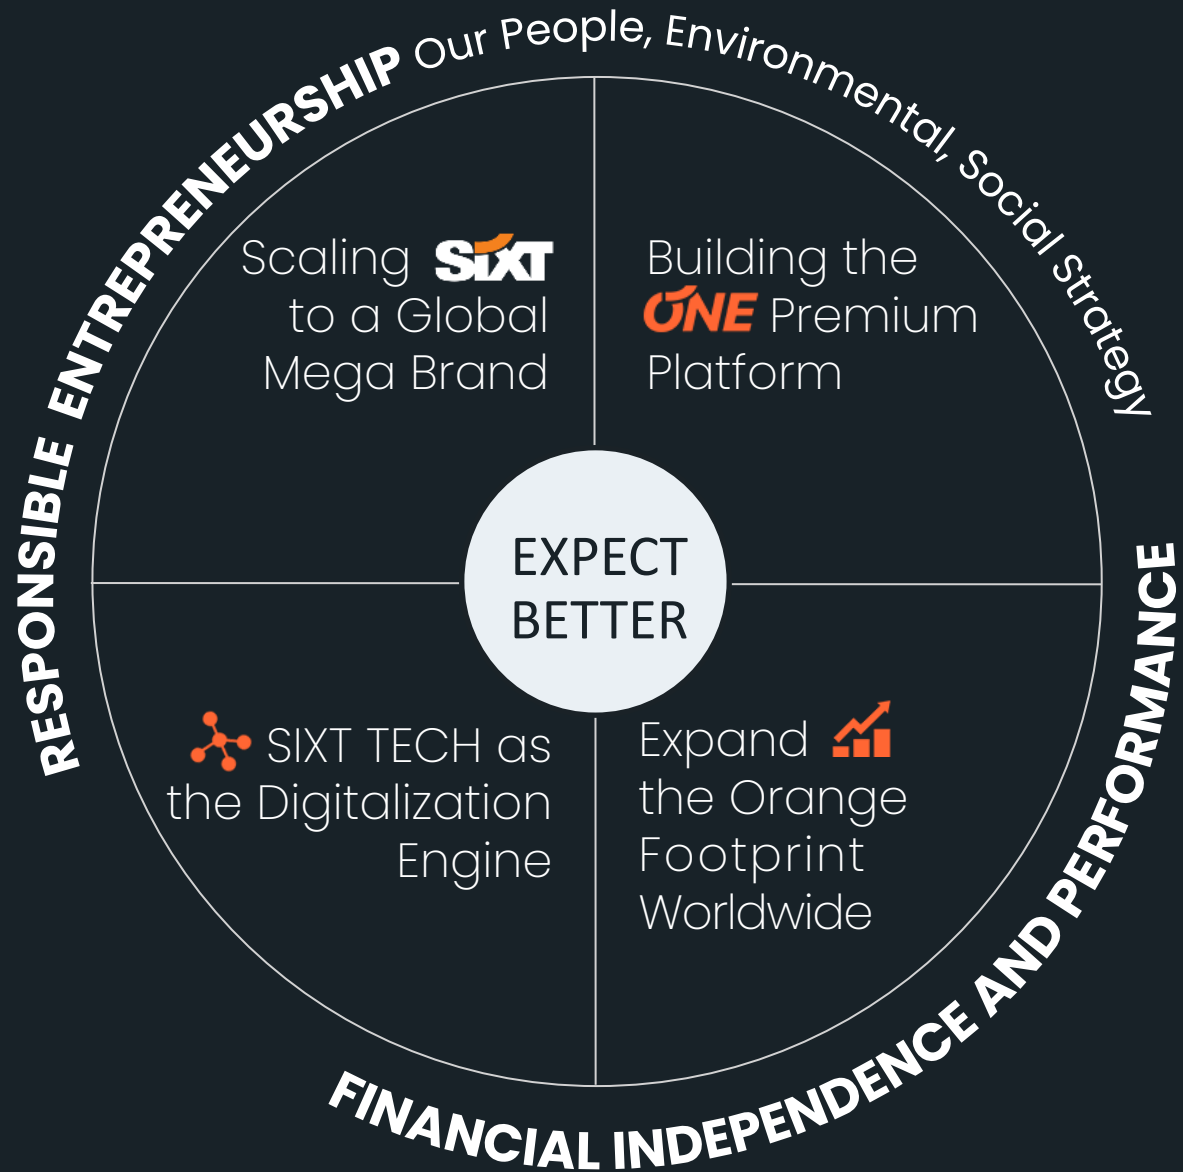 RESPONSIBLE ENTREPRENEURSHIP Our People, Environmental, Social Strategy
Scaling SIXT
to a Global
Mega Brand
Building the
ONE Premium
Platform
EXPECT
BETTER
SIXT TECH as
the Digitalization
Engine
Expand
the Orange
Footprint
Worldwide
FINANCIAL INDEPENDENCE AND PERFORMANCE